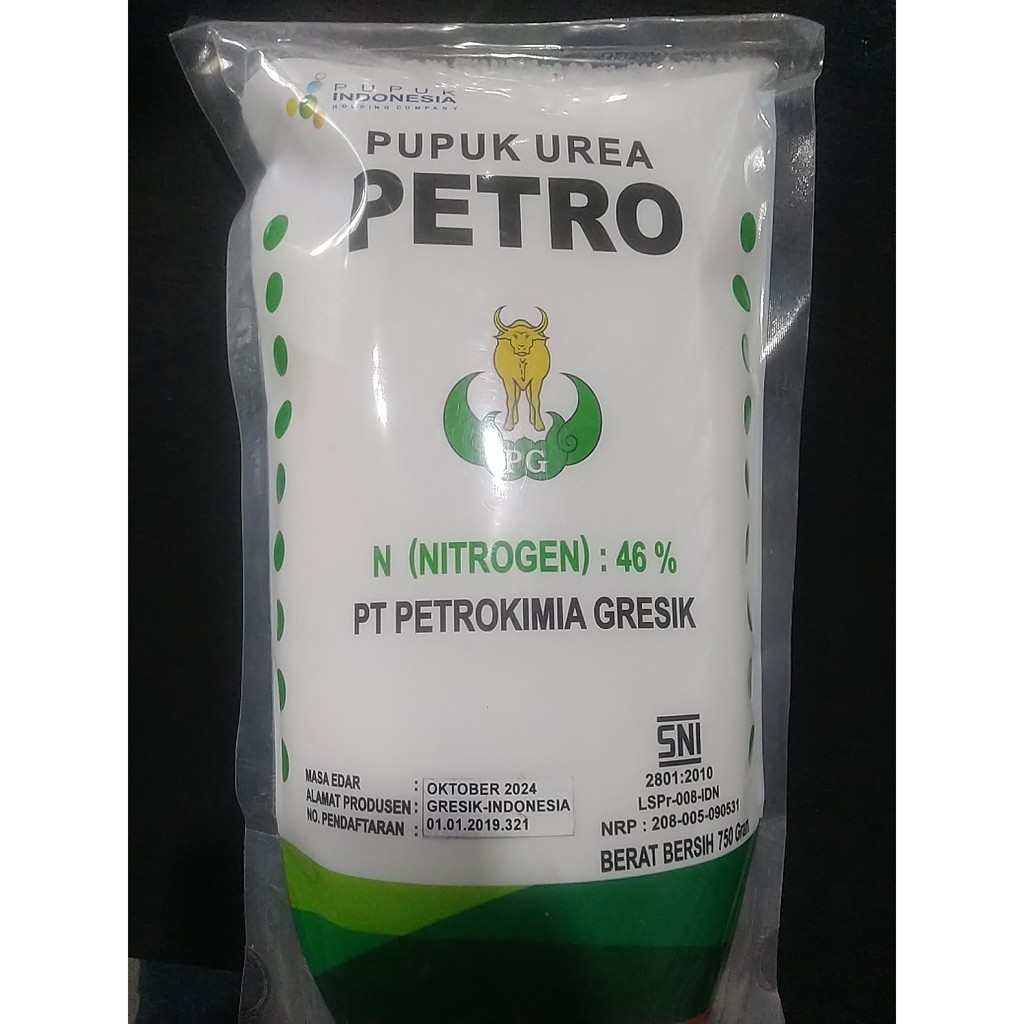 PUPUK
INDONESIA
HOLDING COMPANY
PUPUK UREA
PETRO
PG
N (NITROGEN) : 46 %
PT PETROKIMIA GRESIK
SNI
2801:2010
LSPr-008-IDN
NRP : 208-005-090531
BERAT BERSIH 750 Gram
MASA EDAR : OKTOBER 2024
ALAMAT PRODUSEN : GRESIK-INDONESIA
NO. PENDAFTARAN : 01.01.2019.321